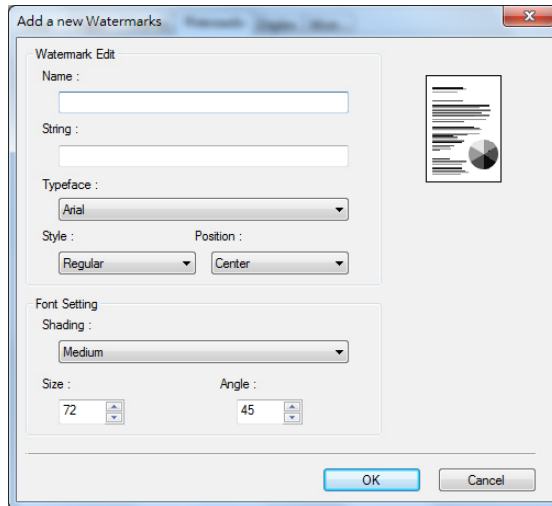 Add a new Watermarks
Watermark Edit
Name :
String :
Typeface :
Arial
Style :
Position :
Regular
Center
Font Setting
Shading :
Medium
Size :
Angle :
72
45
OK
Cancel